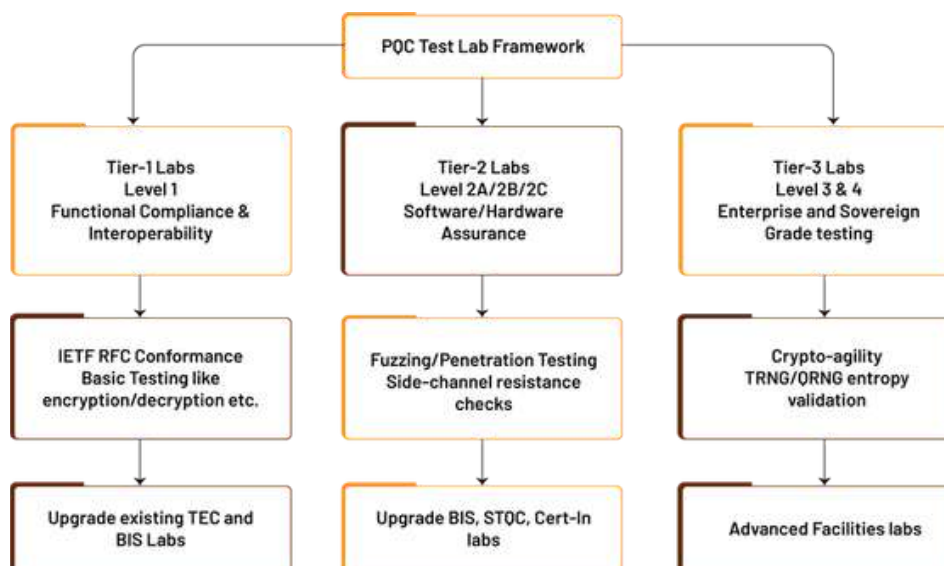 PQC Test Lab Framework
Tier-1 Labs
Level 1
Functional Compliance &
Interoperability
IETF RFC Conformance
Basic Testing like
encryption/decryption etc.
Upgrade existing TEC and
BIS Labs
Tier-2 Labs
Level 2A/2B/2C
Software/Hardware
Assurance
Fuzzing/Penetration Testing
Side-channel resistance
checks
Upgrade BIS, STQC, Cert-In
labs
Tier-3 Labs
Level 3 & 4
Enterprise and Sovereign
Grade testing
Crypto-agility
TRNG/QRNG entropy
validation
Advanced Facilities labs